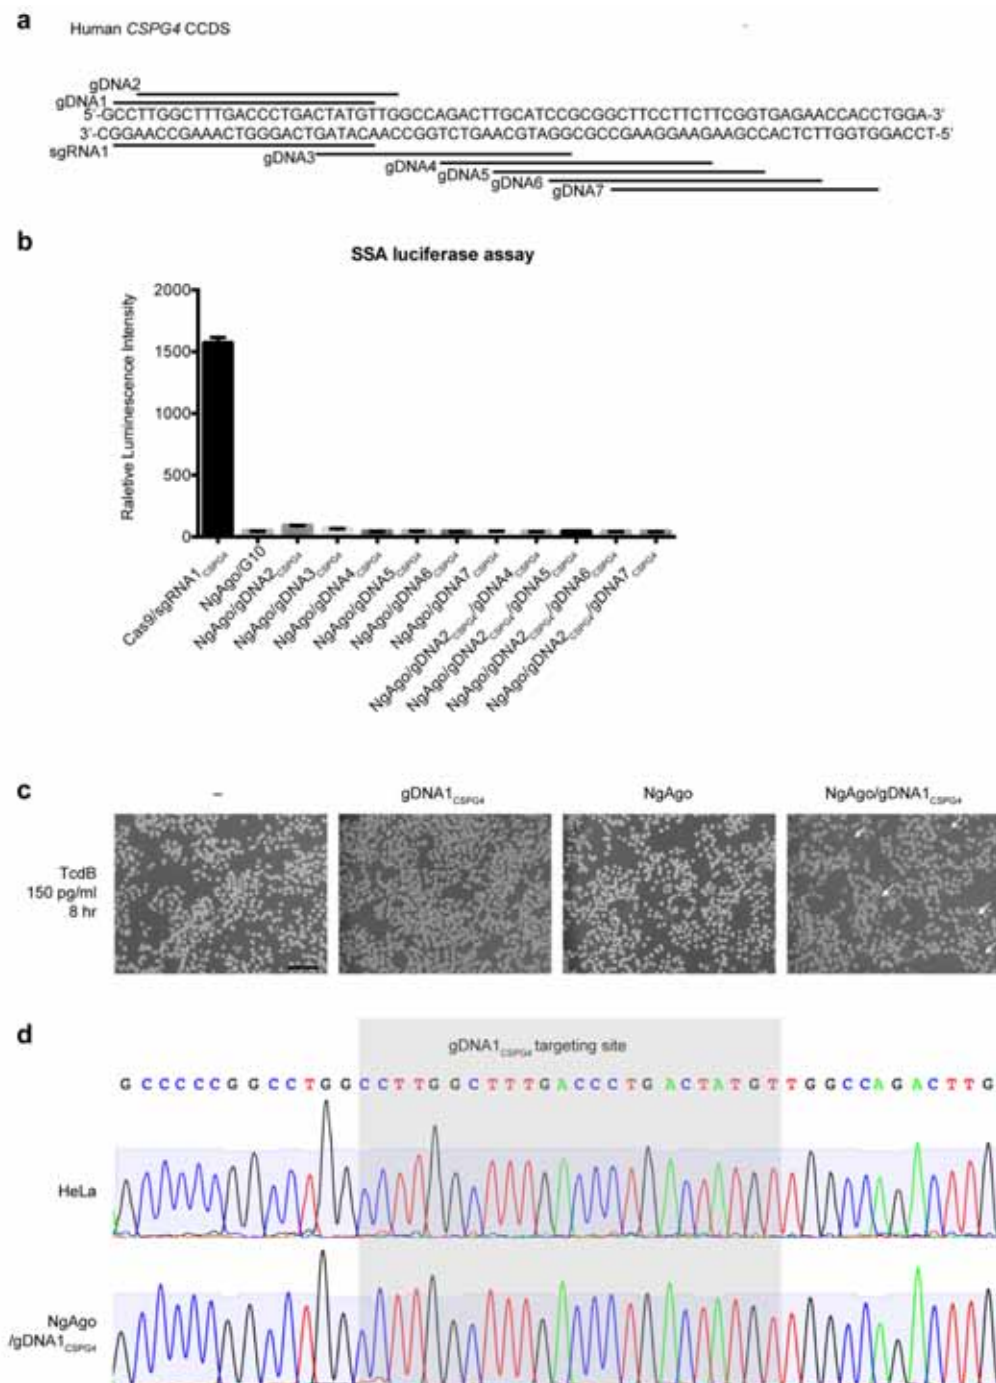 a
Human CSPG4 CCDS
gDNA2
gDNA1
5'-GCCTTGGCTTTGACCCTGACTATGTTGGCCAGACTTGCATCCGCGGCTTCCTTCTTCGGTGAGAACCACCTGGA-3'
3'-CGGAACCGAAACTGGGACTGATACAACCGGTCTGAACGTAGGCGCCGAAGGAAGAAGCCACTCTTGGTGGACCT-5'
sgRNA1
gDNA3
gDNA4
gDNA5
gDNA6
gDNA7
b
SSA luciferase assay
Raletive Luminescence Intensity
2000
1500
1000
500
0
Cas9/sgRNA1CSPG4
NgAgo/G10
NgAgo/gDNA2CSPG4
NgAgo/gDNA3CSPG4
NgAgo/gDNA4CSPG4
NgAgo/gDNA5CSPG4
NgAgo/gDNA6CSPG4
NgAgo/gDNA7CSPG4
NgAgo/gDNA2CSPG4/gDNA4CSPG4
NgAgo/gDNA2CSPG4/gDNA5CSPG4
NgAgo/gDNA2CSPG4/gDNA6CSPG4
NgAgo/gDNA2CSPG4/gDNA7CSPG4
c
–
gDNA1CSPG4
NgAgo
NgAgo/gDNA1CSPG4
TcdB
150 pg/ml
8 hr
d
gDNA1CSPG4 targeting site
G C C C C C G G C C T G G C C T T G G C T T T G A C C C T G A C T A T G T T G G C C A G A C T T G
HeLa
NgAgo
/gDNA1CSPG4